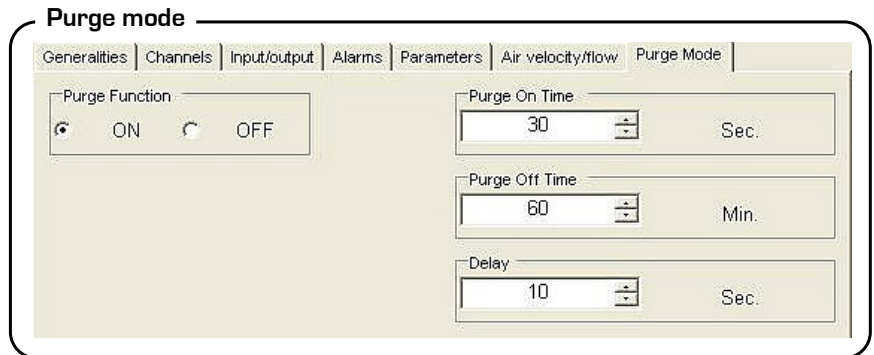 Purge mode
Generalities Channels Input/output Alarms Parameters Air velocity/flow Purge Mode
Purge Function
ON OFF
Purge On Time
30 Sec.
Purge Off Time
60 Min.
Delay
10 Sec.